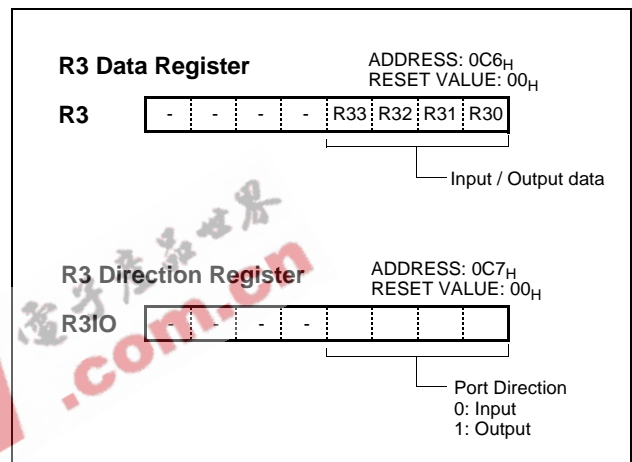 R3 Data Register
ADDRESS: 0C6H
RESET VALUE: 00H
R3
- - - - R33 R32 R31 R30
Input / Output data
R3 Direction Register
ADDRESS: 0C7H
RESET VALUE: 00H
R3IO
- - - -
Port Direction
0: Input
1: Output
.com.cn